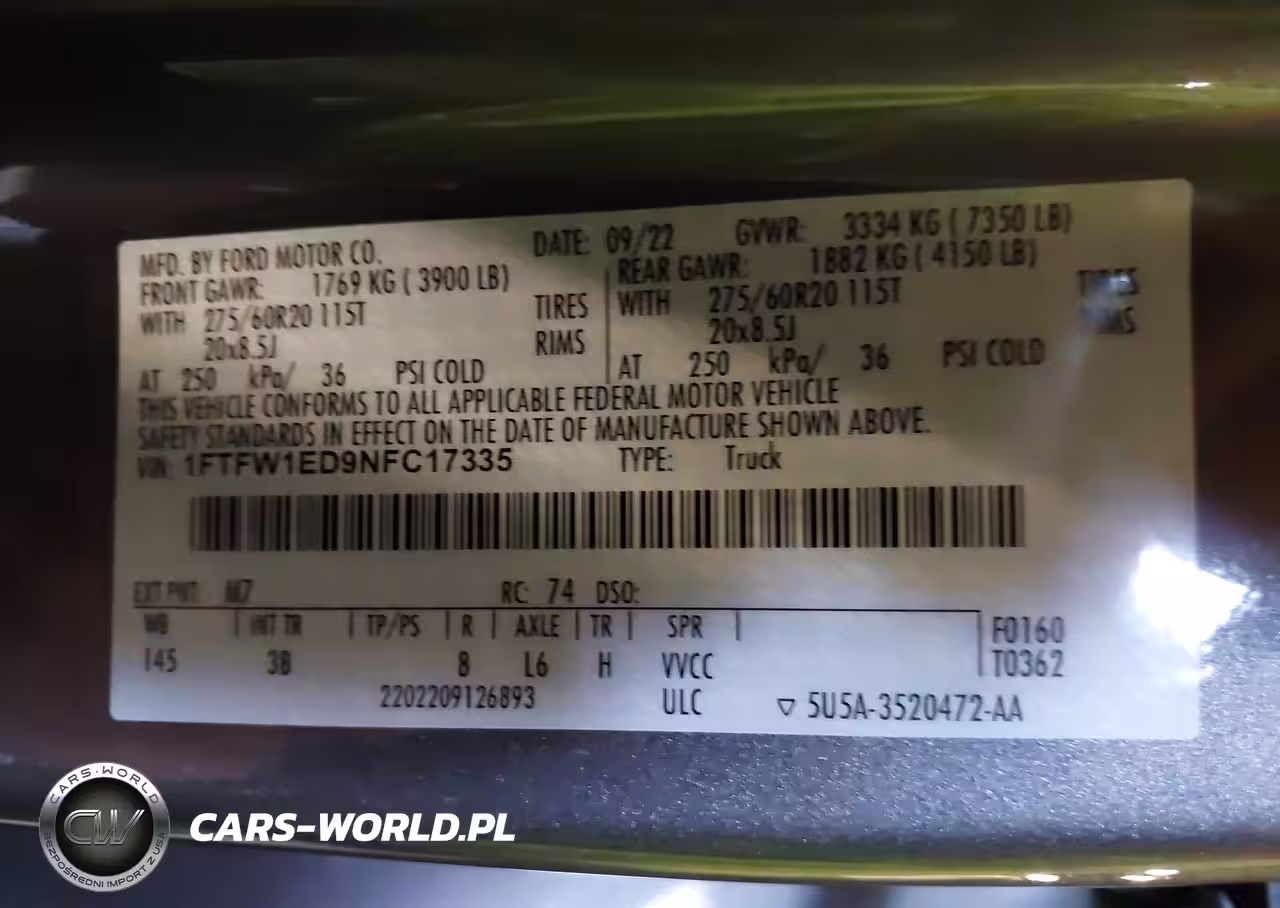 MFD. BY FORD MOTOR CO. DATE: 09/22 GVWR: 3334 KG ( 7350 LB)
FRONT GAWR: 1769 KG ( 3900 LB) REAR GAWR: 1882 KG ( 4150 LB)
WITH 275/60R20 115T TIRES WITH 275/60R20 115T TIRES
20x8.5J RIMS 20x8.5J RIMS
AT 250 kPa/ 36 PSI COLD AT 250 kPa/ 36 PSI COLD
THIS VEHICLE CONFORMS TO ALL APPLICABLE FEDERAL MOTOR VEHICLE
SAFETY STANDARDS IN EFFECT ON THE DATE OF MANUFACTURE SHOWN ABOVE.
VIN: 1FTFW1ED9NFC17335 TYPE: Truck
EXT PNT: M7 RC: 74 DSO:
WB INT TR TP/PS R AXLE TR SPR F0160
145 3B 8 L6 H VVCC T0362
2202209126893 ULC ▽ 5U5A-3520472-AA
CARS-WORLD
CW
BEZPOŚREDNI IMPORT Z USA
CARS-WORLD.PL